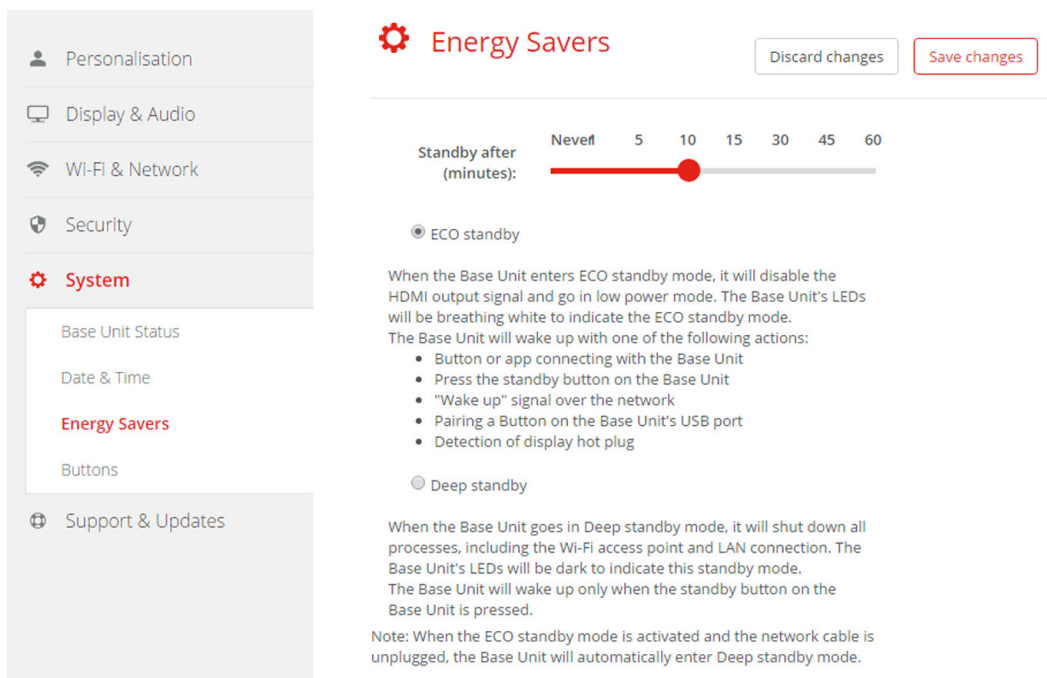 Personalisation
Display & Audio
Wi-Fi & Network
Security
System
Base Unit Status
Date & Time
Energy Savers
Buttons
Support & Updates
Energy Savers
Discard changes
Save changes
Standby after
(minutes):
Never 1 5 10 15 30 45 60
ECO standby
When the Base Unit enters ECO standby mode, it will disable the
HDMI output signal and go in low power mode. The Base Unit's LEDs
will be breathing white to indicate the ECO standby mode.
The Base Unit will wake up with one of the following actions:
• Button or app connecting with the Base Unit
• Press the standby button on the Base Unit
• "Wake up" signal over the network
• Pairing a Button on the Base Unit's USB port
• Detection of display hot plug
Deep standby
When the Base Unit goes in Deep standby mode, it will shut down all
processes, including the Wi-Fi access point and LAN connection. The
Base Unit's LEDs will be dark to indicate this standby mode.
The Base Unit will wake up only when the standby button on the
Base Unit is pressed.
Note: When the ECO standby mode is activated and the network cable is
unplugged, the Base Unit will automatically enter Deep standby mode.